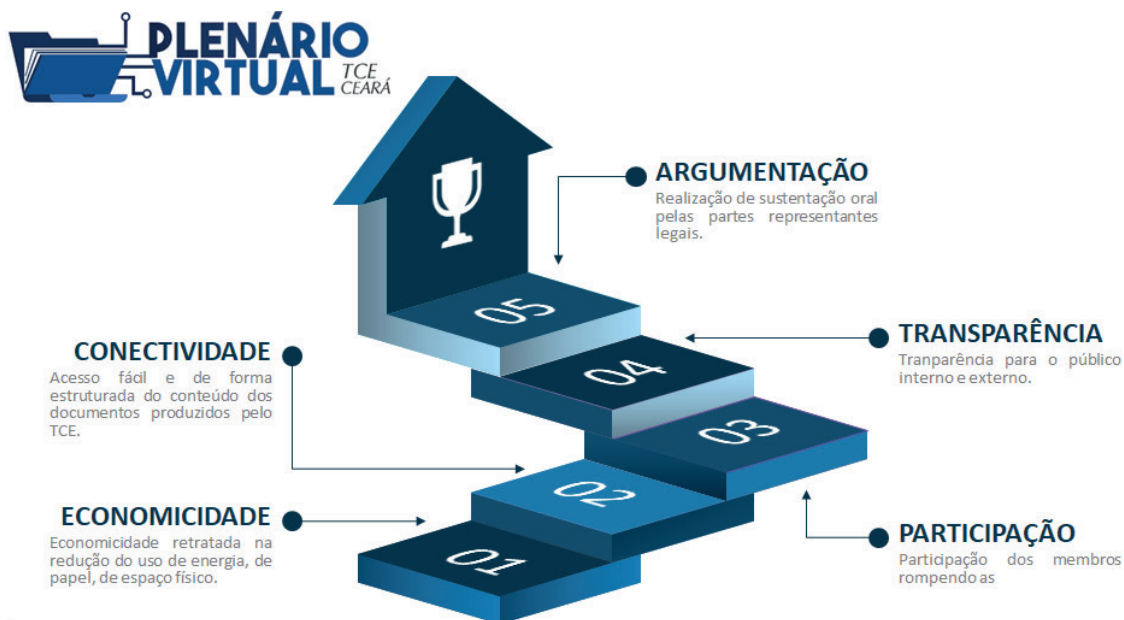 PLENÁRIO
VIRTUAL TCE
CEARÁ
ARGUMENTAÇÃO
Realização de sustentação oral
pelas partes representantes
legais.
05
TRANSPARÊNCIA
Tranparência para o público
interno e externo.
04
CONECTIVIDADE
Acesso fácil e de forma
estruturada do conteúdo dos
documentos produzidos pelo
TCE.
03
02
ECONOMICIDADE
Economicidade retratada na
redução do uso de energia, de
papel, de espaço físico.
01
PARTICIPAÇÃO
Participação dos membros
rompendo as